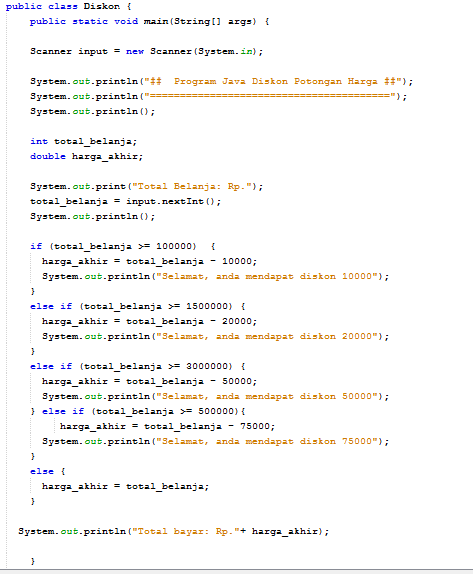 public class Diskon {
public static void main(String[] args) {
Scanner input = new Scanner(System.in);
System.out.println("## Program Java Diskon Potongan Harga ##");
System.out.println("========================================");
System.out.println();
int total_belanja;
double harga_akhir;
System.out.print("Total Belanja: Rp.");
total_belanja = input.nextInt();
System.out.println();
if (total_belanja >= 100000) {
harga_akhir = total_belanja - 10000;
System.out.println("Selamat, anda mendapat diskon 10000");
}
else if (total_belanja >= 1500000) {
harga_akhir = total_belanja - 20000;
System.out.println("Selamat, anda mendapat diskon 20000");
}
else if (total_belanja >= 3000000) {
harga_akhir = total_belanja - 50000;
System.out.println("Selamat, anda mendapat diskon 50000");
} else if (total_belanja >= 500000){
harga_akhir = total_belanja - 75000;
System.out.println("Selamat, anda mendapat diskon 75000");
}
else {
harga_akhir = total_belanja;
}
System.out.println("Total bayar: Rp."+ harga_akhir);
}